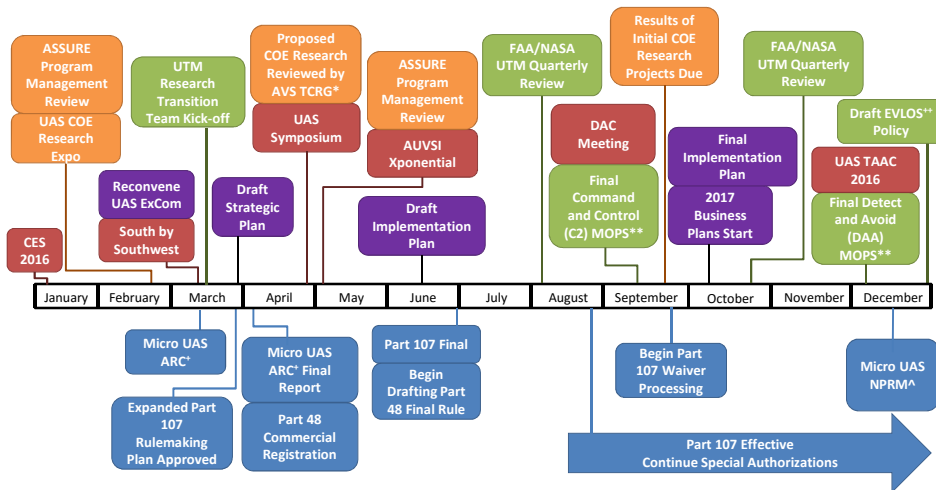 ASSURE
Program
Management
Review
UAS COE
Research
Expo
UTM
Research
Transition
Team Kick-off
Proposed
COE Research
Reviewed by
AVS TCRG*
UAS
Symposium
ASSURE
Program
Management
Review
AUVSI
Xponential
FAA/NASA
UTM Quarterly
Review
Results of
Initial COE
Research
Projects Due
FAA/NASA
UTM Quarterly
Review
Draft EVLOS⁺⁺
Policy
DAC
Meeting
Final
Command
and Control
(C2) MOPS**
Final
Implementation
Plan
2017
Business
Plans Start
UAS TAAC
2016
Final Detect
and Avoid
(DAA)
MOPS**
Reconvene
UAS ExCom
South by
Southwest
Draft
Strategic
Plan
Draft
Implementation
Plan
CES
2016
January
February
March
April
May
June
July
August
September
October
November
December
Micro UAS
ARC⁺
Expanded Part
107
Rulemaking
Plan Approved
Micro UAS
ARC⁺ Final
Report
Part 48
Commercial
Registration
Part 107 Final
Begin
Drafting Part
48 Final Rule
Begin Part
107 Waiver
Processing
Micro UAS
NPRM^
Part 107 Effective
Continue Special Authorizations